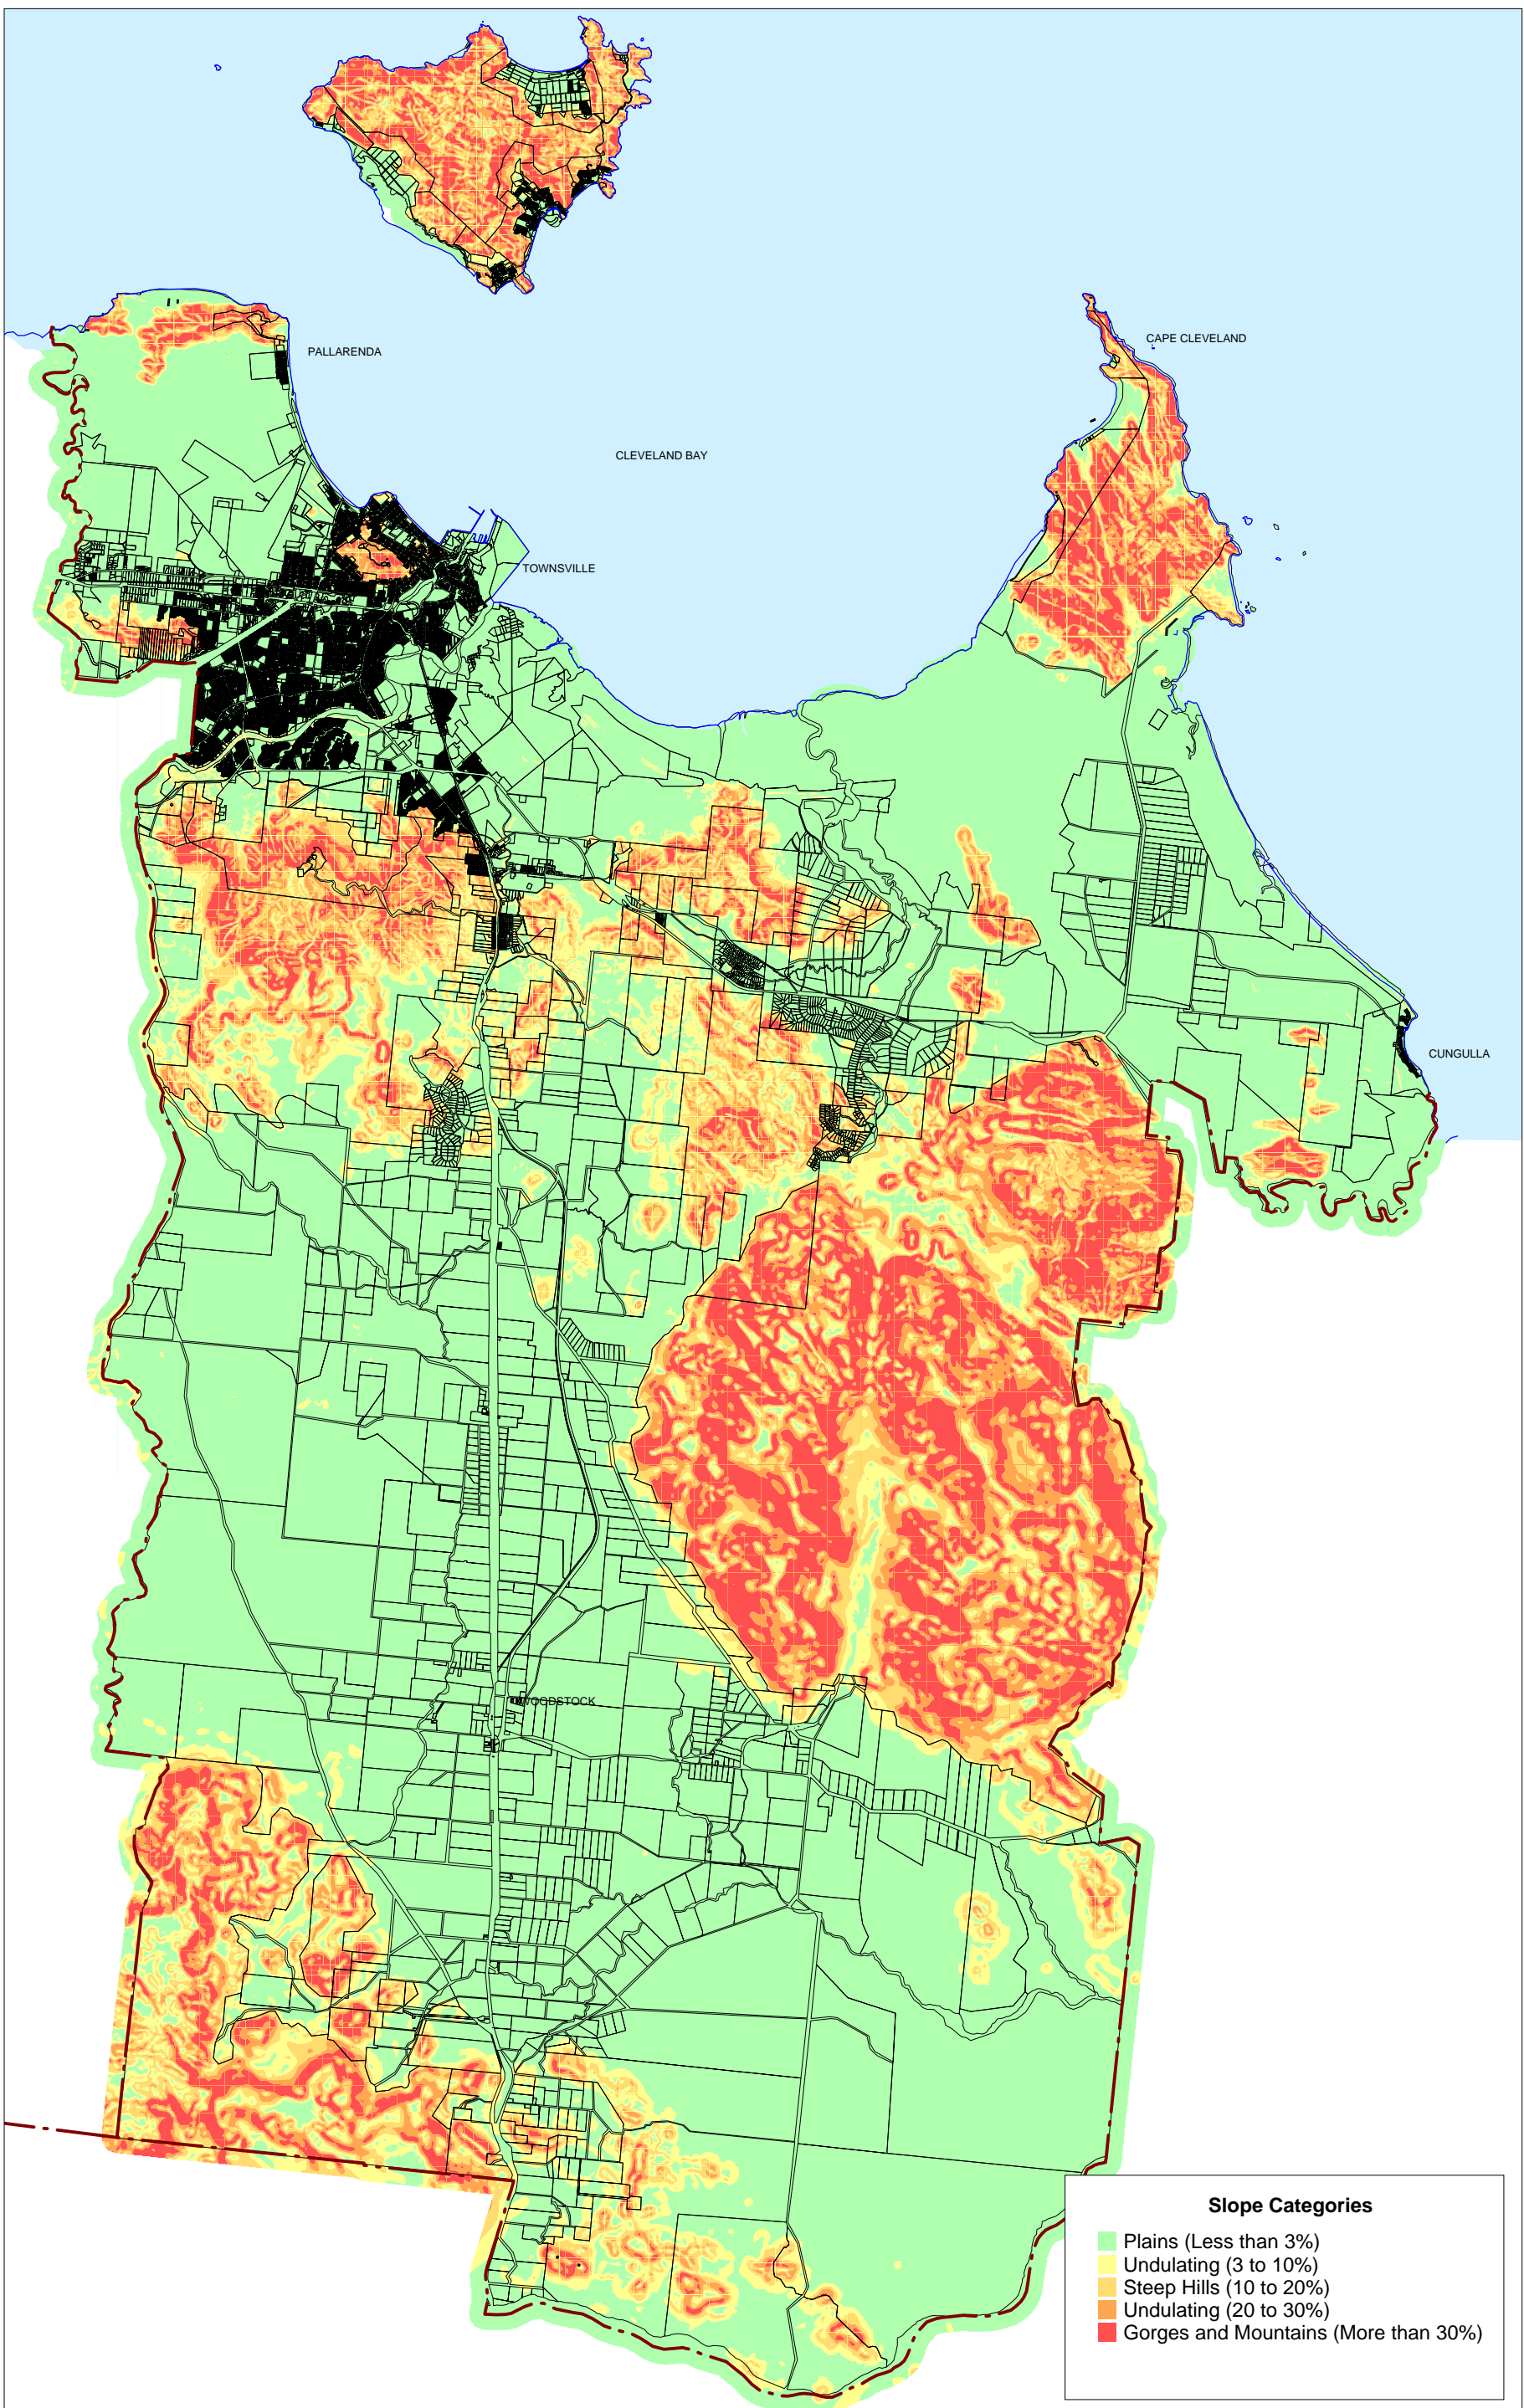 PALLARENDA
CAPE CLEVELAND
CLEVELAND BAY
TOWNSVILLE
CUNGULLA
WOODSTOCK
Slope Categories
Plains (Less than 3%)
Undulating (3 to 10%)
Steep Hills (10 to 20%)
Undulating (20 to 30%)
Gorges and Mountains (More than 30%)